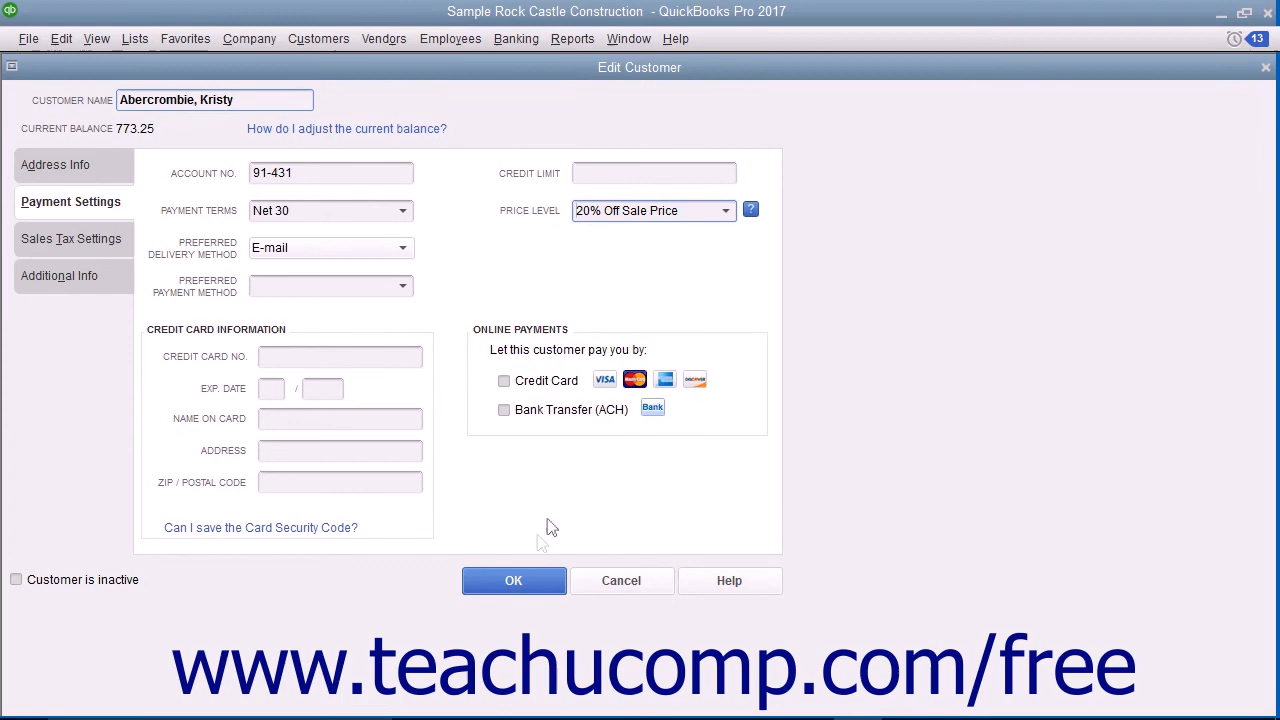 qb Sample Rock Castle Construction - QuickBooks Pro 2017
File Edit View Lists Favorites Company Customers Vendors Employees Banking Reports Window Help 13
Edit Customer
CUSTOMER NAME Abercrombie, Kristy
CURRENT BALANCE 773.25 How do I adjust the current balance?
Address Info
Payment Settings
Sales Tax Settings
Additional Info
ACCOUNT NO. 91-431
PAYMENT TERMS Net 30
PREFERRED
DELIVERY METHOD E-mail
PREFERRED
PAYMENT METHOD
CREDIT LIMIT
PRICE LEVEL 20% Off Sale Price ?
CREDIT CARD INFORMATION
CREDIT CARD NO.
EXP. DATE /
NAME ON CARD
ADDRESS
ZIP / POSTAL CODE
Can I save the Card Security Code?
ONLINE PAYMENTS
Let this customer pay you by:
Credit Card VISA MasterCard DISCOVER
Bank Transfer (ACH) Bank
Customer is inactive
OK Cancel Help
www.teachucomp.com/free